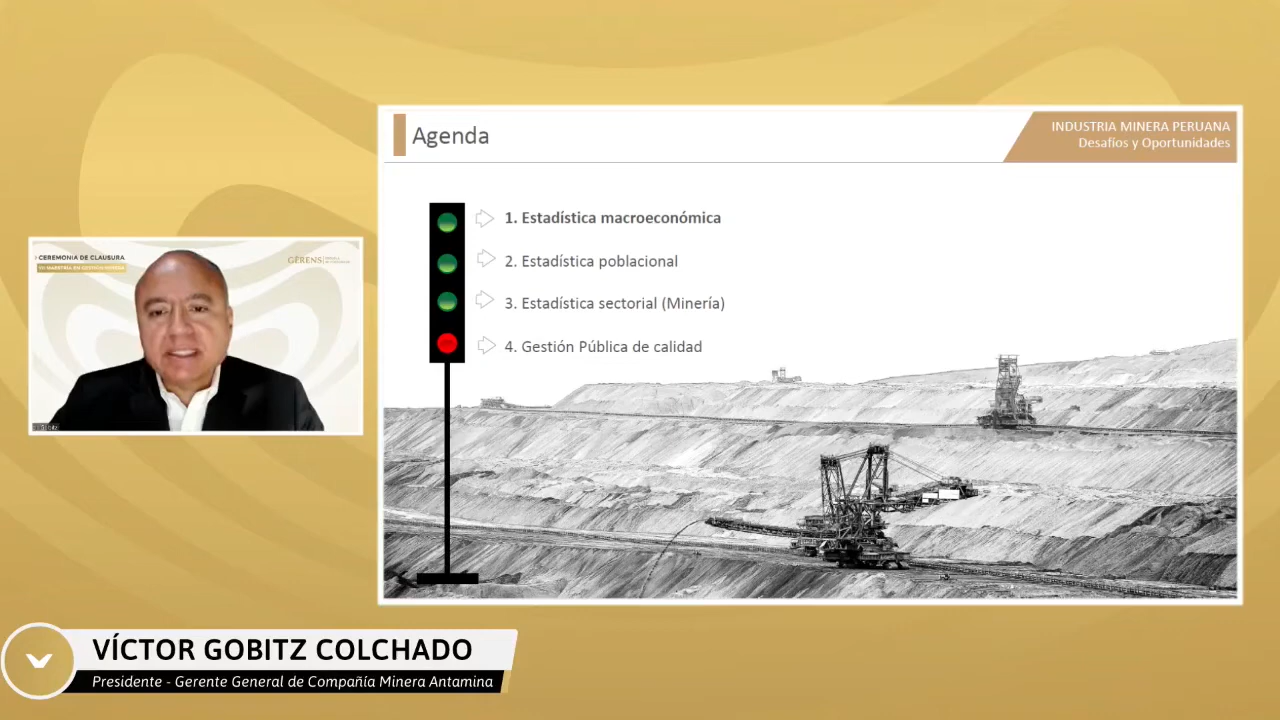 Agenda
INDUSTRIA MINERA PERUANA
Desafíos y Oportunidades
1. Estadística macroeconómica
2. Estadística poblacional
3. Estadística sectorial (Minería)
4. Gestión Pública de calidad
CEREMONIA DE CLAUSURA
GĒRENS
VÍCTOR GOBITZ COLCHADO
Presidente - Gerente General de Compañía Minera Antamina